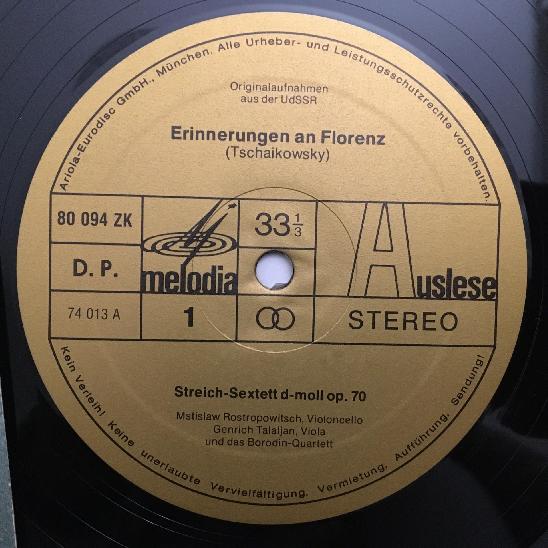 Ariola-Eurodisc GmbH., München. Alle Urheber- und Leistungsschutzrechte vorbehalten.
Originalaufnahmen
aus der UdSSR
Erinnerungen an Florenz
(Tschaikowsky)
80 094 ZK
D. P.
74 013 A
melodia
1
33 1/3
Auslese
STEREO
Streich-Sextett d-moll op. 70
Mstislaw Rostropowitsch, Violoncello
Genrich Talaljan, Viola
und das Borodin-Quartett
Kein Verleih! Keine unerlaubte Vervielfältigung, Vermietung, Aufführung, Sendung!